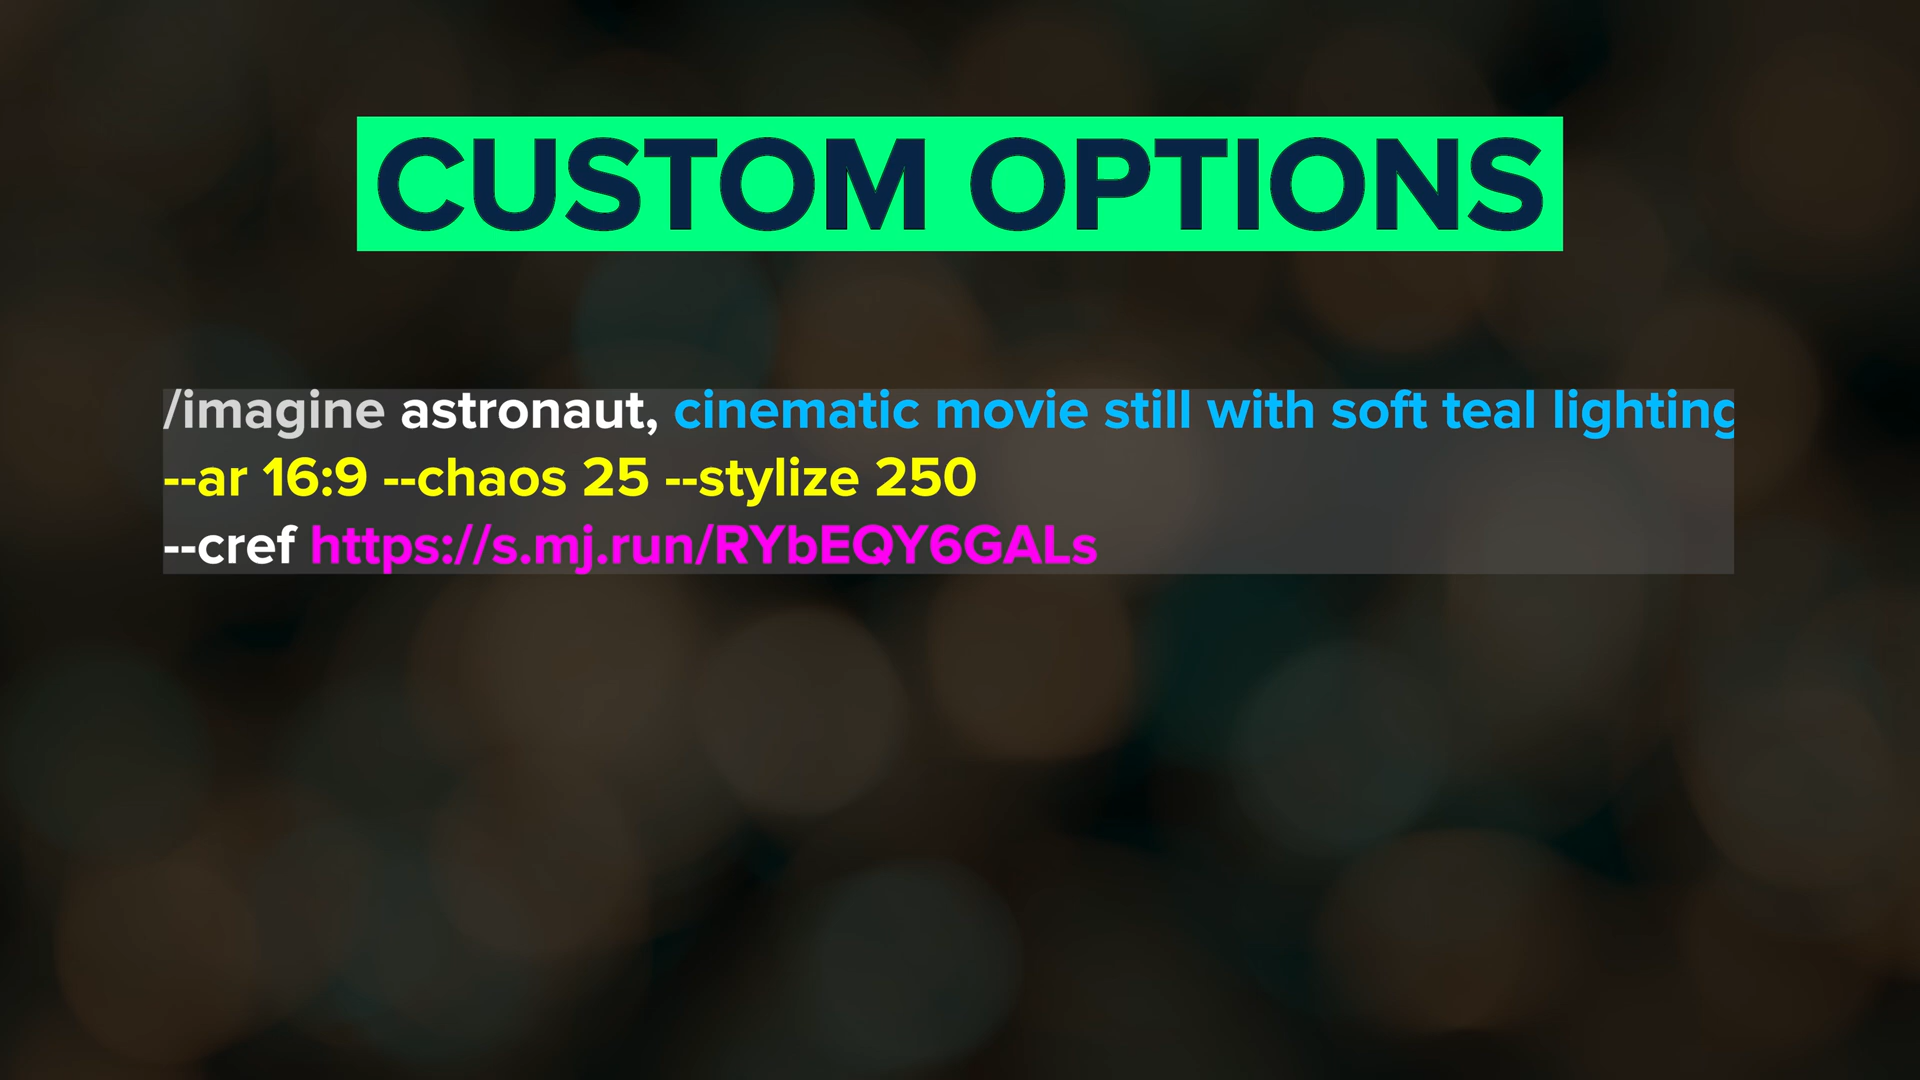 CUSTOM OPTIONS
/imagine astronaut, cinematic movie still with soft teal lighting
--ar 16:9 --chaos 25 --stylize 250
--cref https://s.mj.run/RYbEQY6GALs